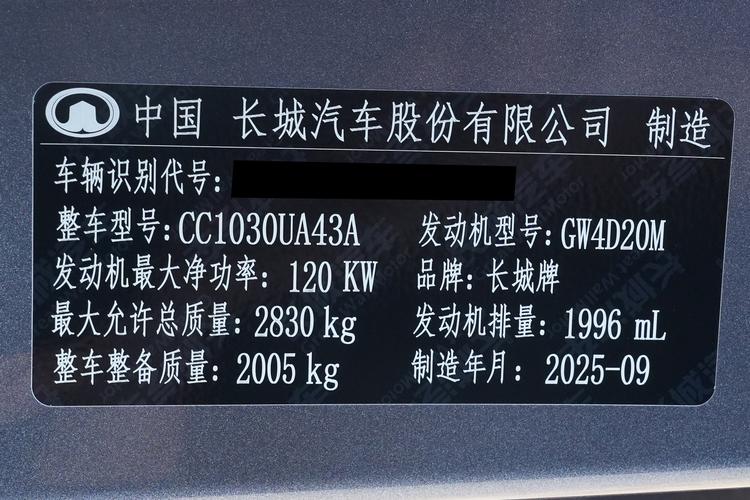 中国 长城汽车股份有限公司 制造
车辆识别代号:
整车型号:CC1030UA43A 发动机型号:GW4D20M
发动机最大净功率: 120 KW 品牌:长城牌
最大允许总质量: 2830 kg 发动机排量: 1996 mL
整车整备质量: 2005 kg 制造年月: 2025-09